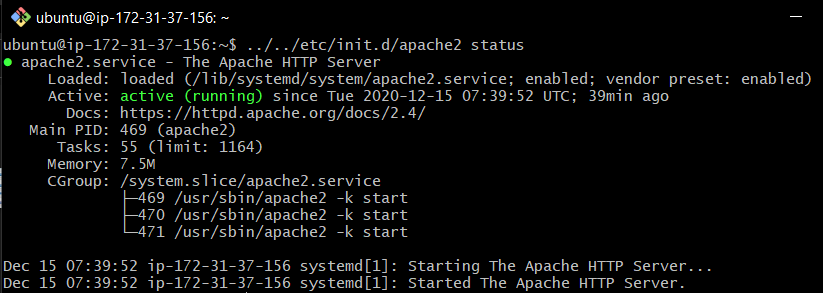 ubuntu@ip-172-31-37-156: ~
ubuntu@ip-172-31-37-156:~$ ../../etc/init.d/apache2 status
● apache2.service - The Apache HTTP Server
Loaded: loaded (/lib/systemd/system/apache2.service; enabled; vendor preset: enabled)
Active: active (running) since Tue 2020-12-15 07:39:52 UTC; 39min ago
Docs: https://httpd.apache.org/docs/2.4/
Main PID: 469 (apache2)
Tasks: 55 (limit: 1164)
Memory: 7.5M
CGroup: /system.slice/apache2.service
├─469 /usr/sbin/apache2 -k start
├─470 /usr/sbin/apache2 -k start
└─471 /usr/sbin/apache2 -k start
Dec 15 07:39:52 ip-172-31-37-156 systemd[1]: Starting The Apache HTTP Server...
Dec 15 07:39:52 ip-172-31-37-156 systemd[1]: Started The Apache HTTP Server.